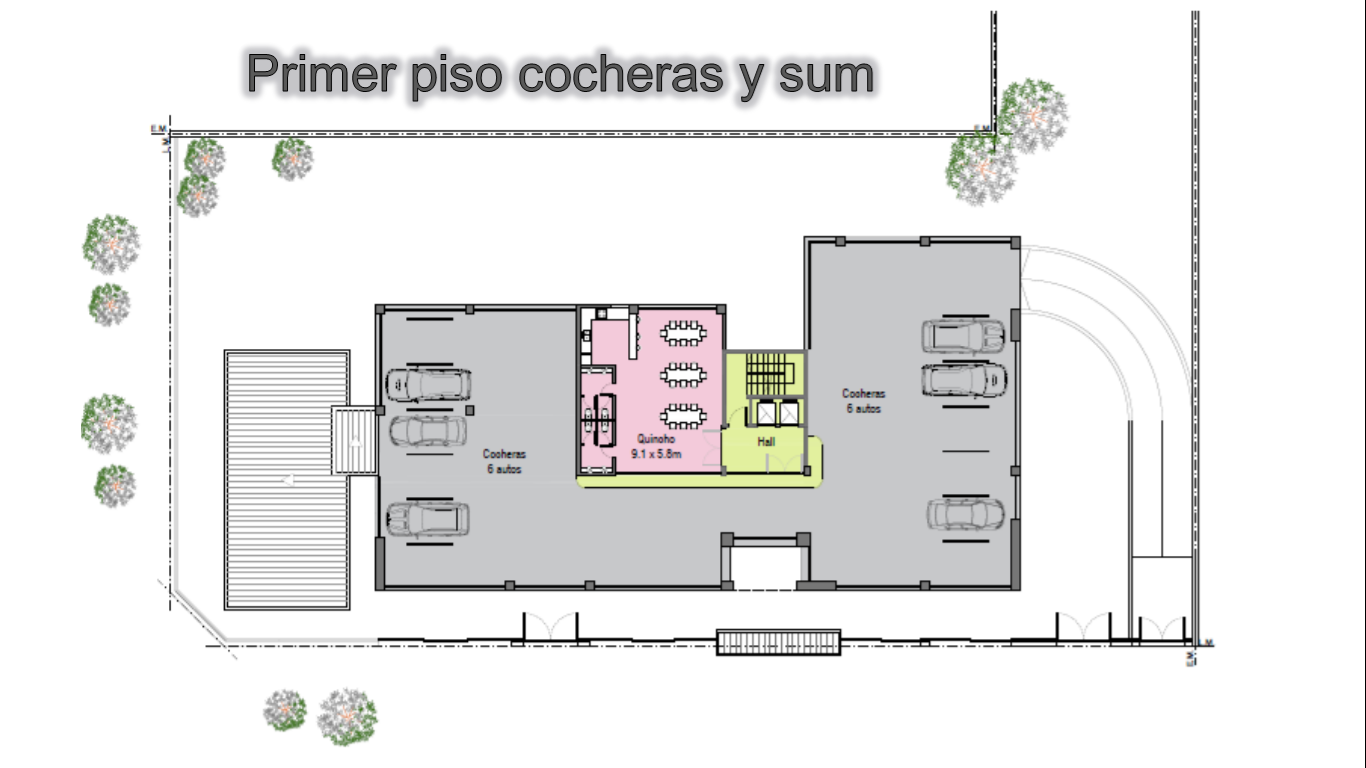 Primer piso cocheras y sum
E.M.
L.M.
E.M.
Cocheras
6 autos
Quincho
9.1 x 5.8m
Hall
Cocheras
6 autos
L.M.
E.M.